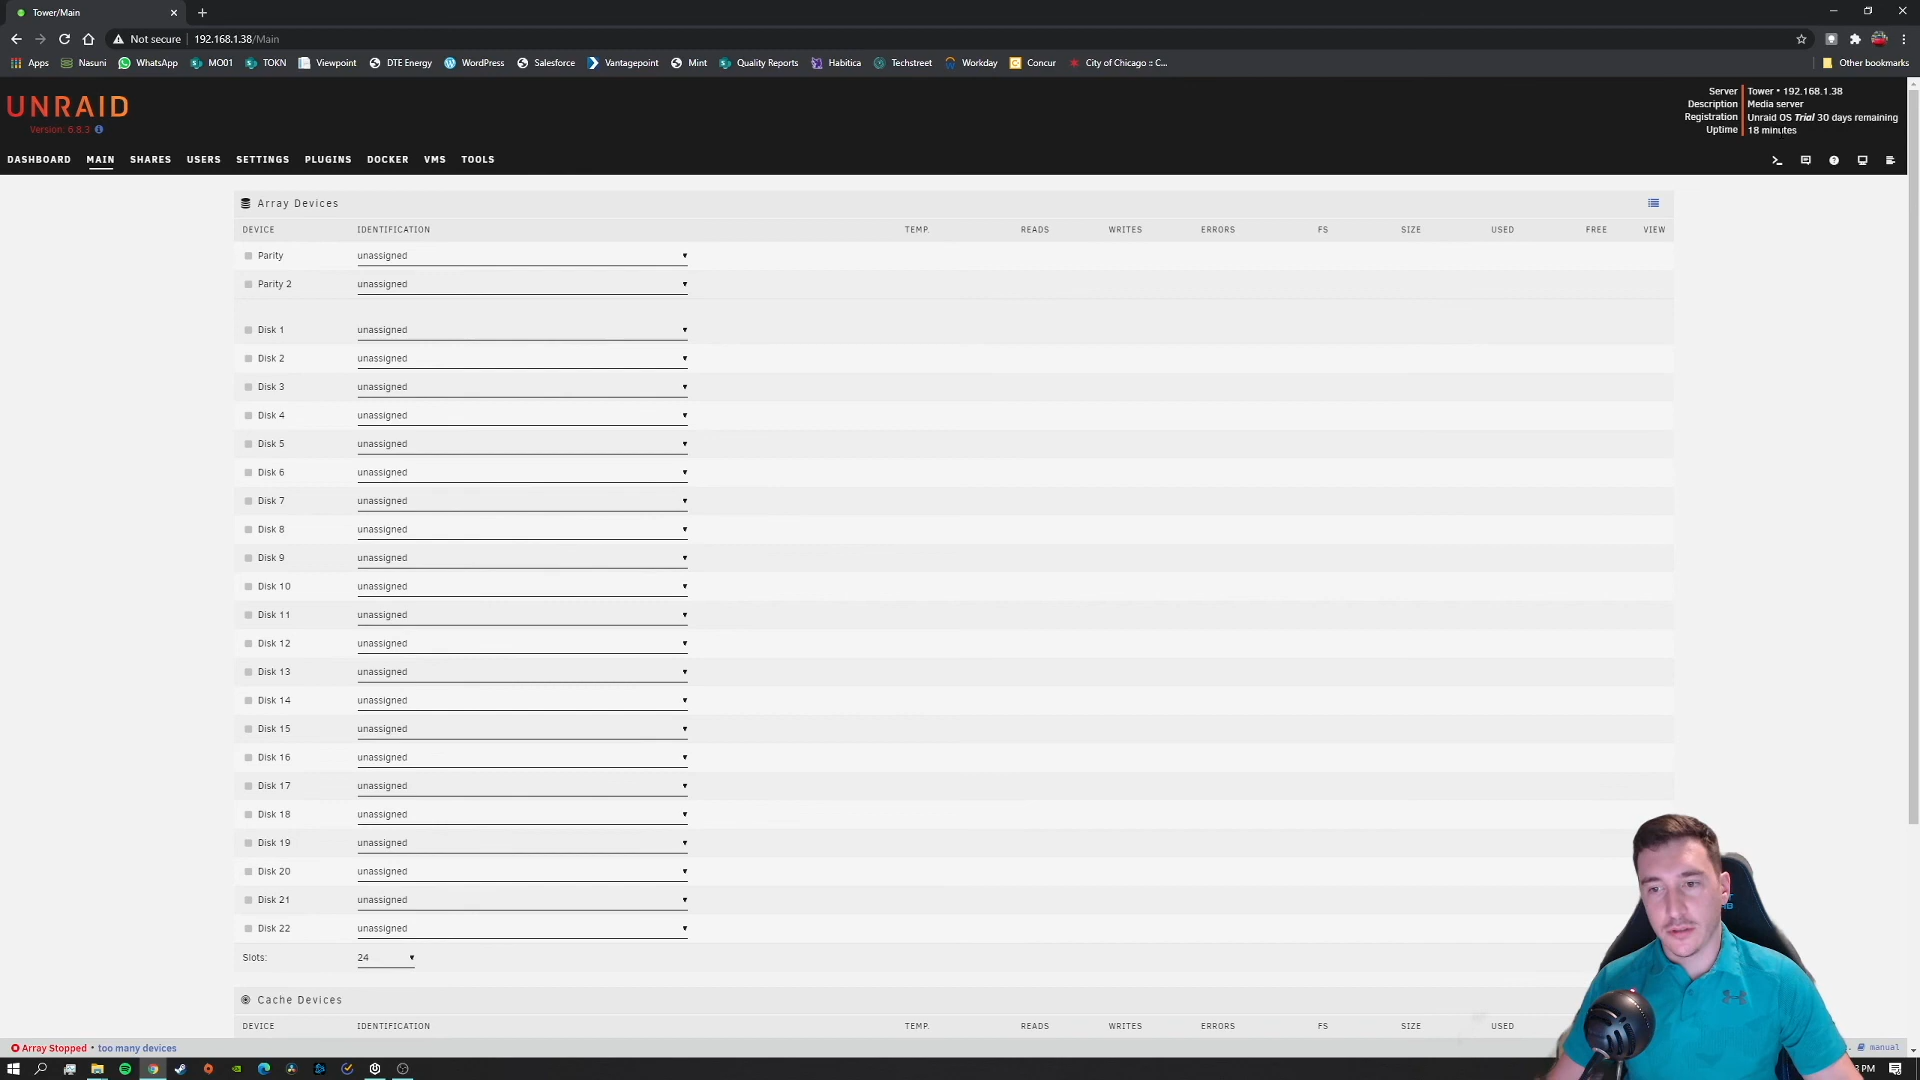 Tower/Main
Not secure 192.168.1.38/Main
Apps Nasuni WhatsApp MO01 TOKN Viewpoint DTE Energy WordPress Salesforce Vantagepoint Mint Quality Reports Habitica Techstreet Workday Concur City of Chicago :: C... Other bookmarks
UNRAID
Version: 6.8.3
Server Tower • 192.168.1.38
Description Media server
Registration Unraid OS Trial 30 days remaining
Uptime 18 minutes
DASHBOARD MAIN SHARES USERS SETTINGS PLUGINS DOCKER VMS TOOLS
Array Devices
DEVICE IDENTIFICATION TEMP. READS WRITES ERRORS FS SIZE USED FREE VIEW
Parity unassigned
Parity 2 unassigned
Disk 1 unassigned
Disk 2 unassigned
Disk 3 unassigned
Disk 4 unassigned
Disk 5 unassigned
Disk 6 unassigned
Disk 7 unassigned
Disk 8 unassigned
Disk 9 unassigned
Disk 10 unassigned
Disk 11 unassigned
Disk 12 unassigned
Disk 13 unassigned
Disk 14 unassigned
Disk 15 unassigned
Disk 16 unassigned
Disk 17 unassigned
Disk 18 unassigned
Disk 19 unassigned
Disk 20 unassigned
Disk 21 unassigned
Disk 22 unassigned
Slots: 24
Cache Devices
DEVICE IDENTIFICATION TEMP. READS WRITES ERRORS FS SIZE USED
Array Stopped • too many devices
manual
PM